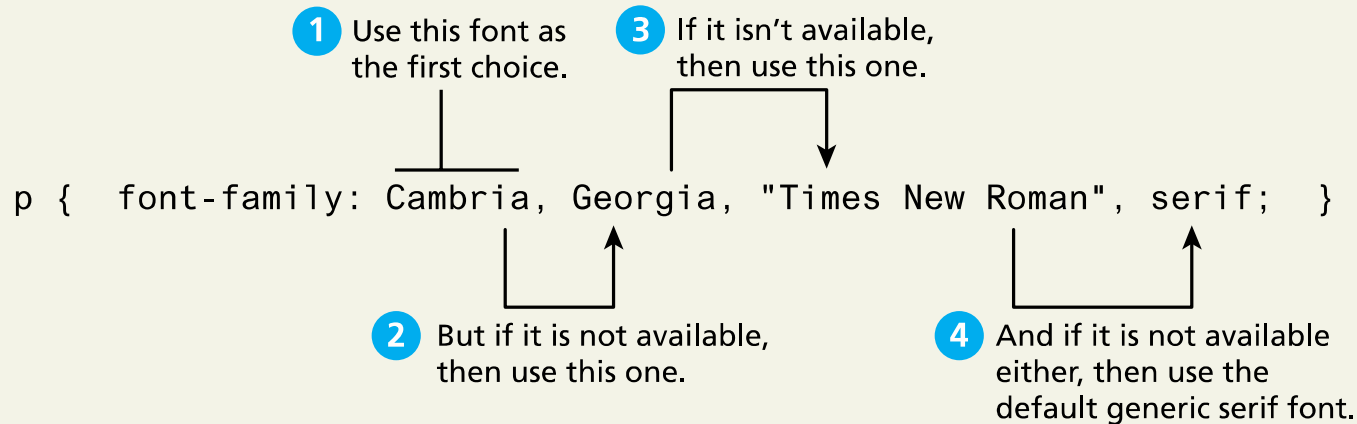 1 Use this font as
the first choice.
3 If it isn't available,
then use this one.
p {  font-family: Cambria, Georgia, "Times New Roman", serif;  }
2 But if it is not available,
then use this one.
4 And if it is not available
either, then use the
default generic serif font.